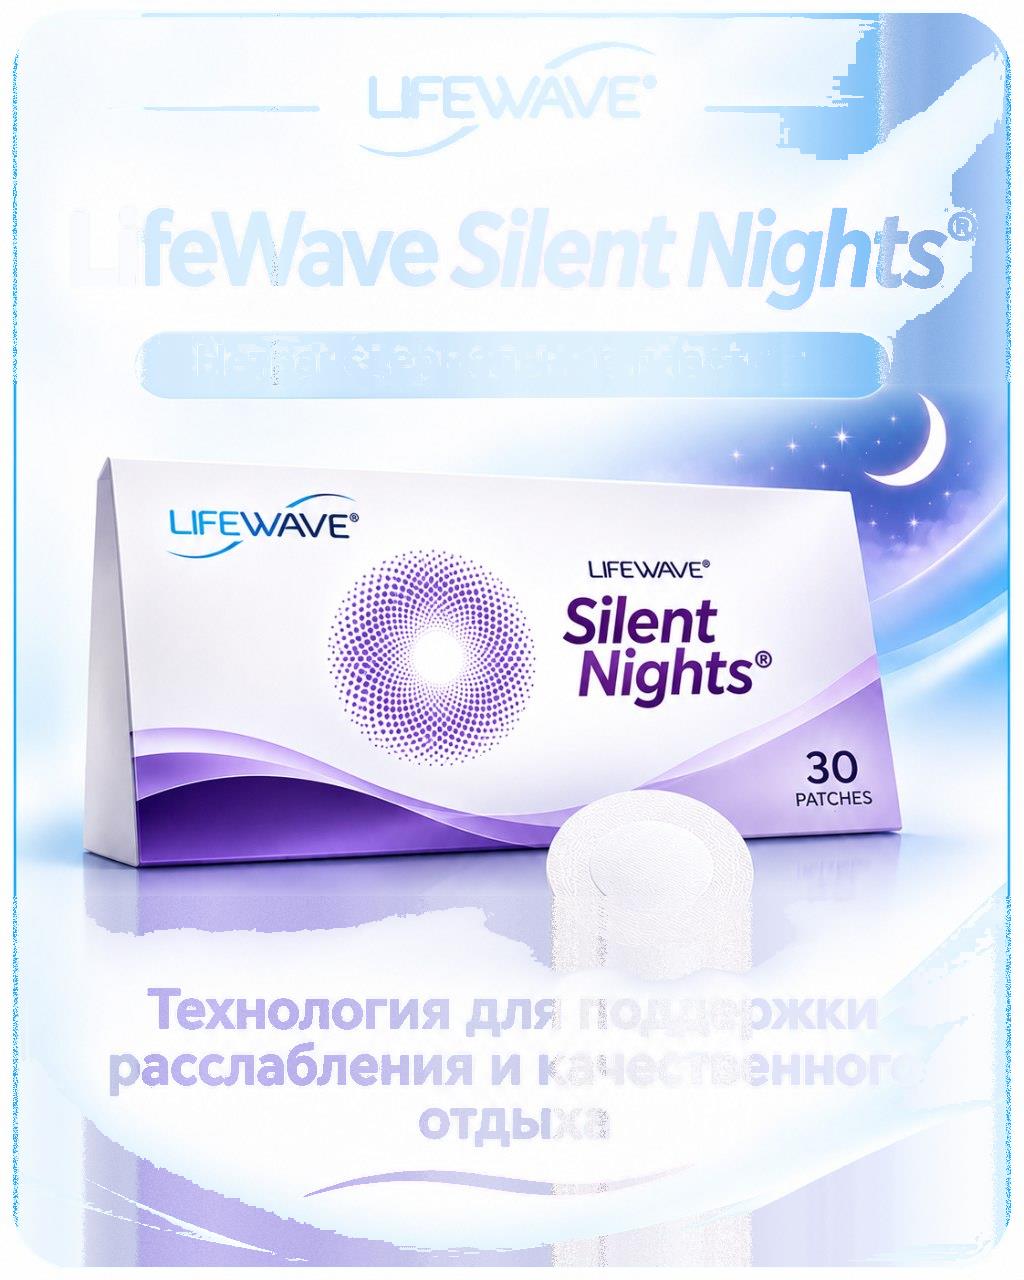 LIFEWAVE®
LifeWave Silent Nights®
LIFEWAVE®
LIFEWAVE®
Silent
Nights®
30
PATCHES
Технология для поддержки
расслабления и качественного
отдыха